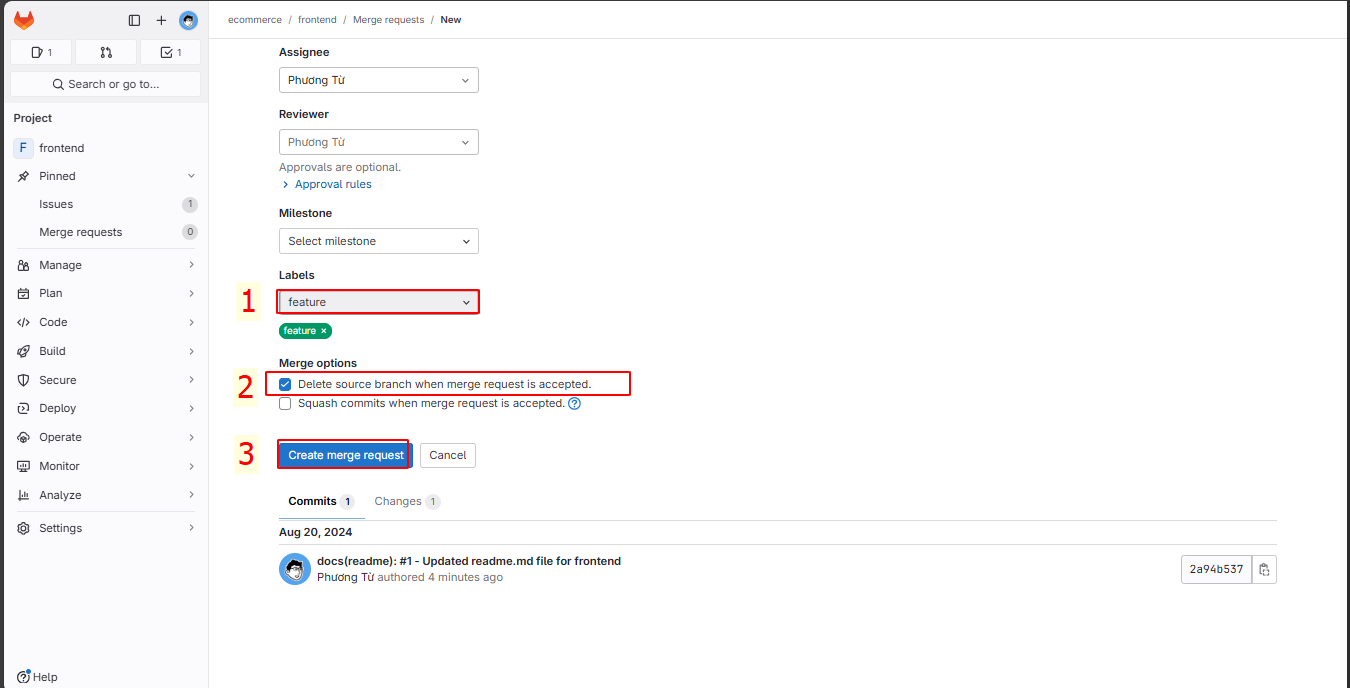 ecommerce / frontend / Merge requests / New
1
1
Search or go to...
Project
F frontend
Pinned
Issues 1
Merge requests 0
Manage
Plan
Code
Build
Secure
Deploy
Operate
Monitor
Analyze
Settings
Help
Assignee
Phương Từ
Reviewer
Phương Từ
Approvals are optional.
Approval rules
Milestone
Select milestone
Labels
1 feature
feature ×
Merge options
2 Delete source branch when merge request is accepted.
Squash commits when merge request is accepted. ?
3 Create merge request Cancel
Commits 1 Changes 1
Aug 20, 2024
docs(readme): #1 - Updated readme.md file for frontend
Phương Từ authored 4 minutes ago
2a94b537